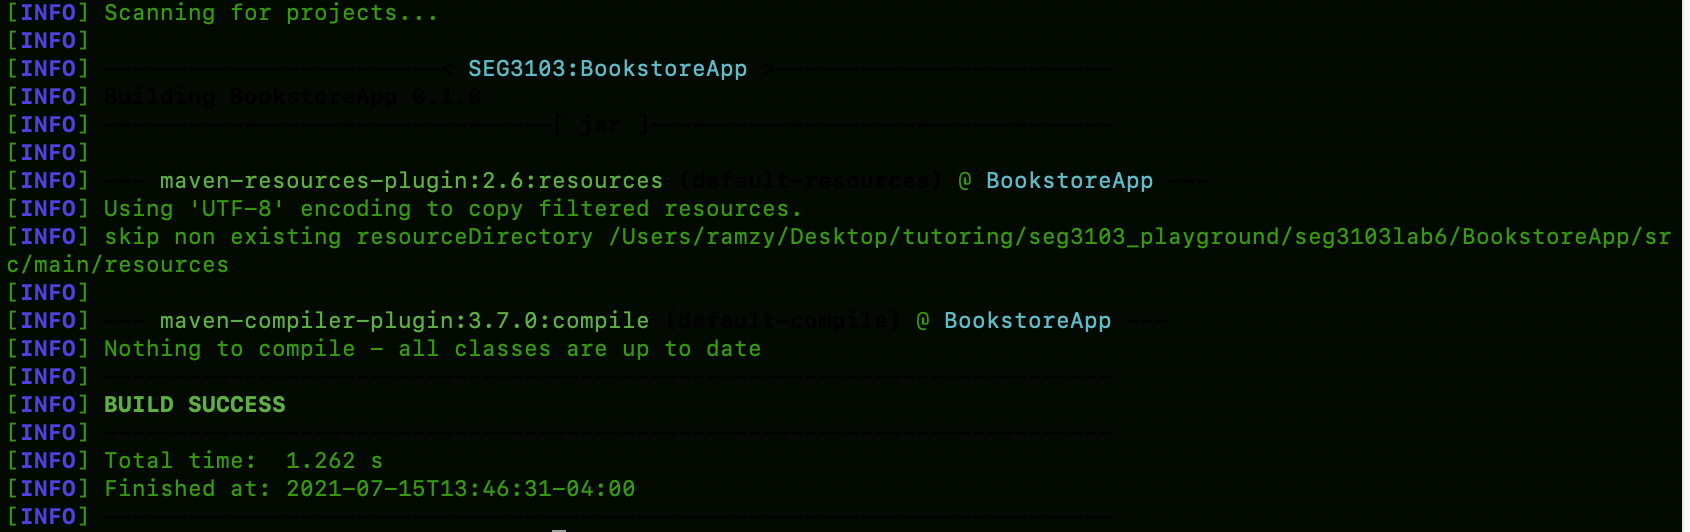 [INFO] Scanning for projects...
[INFO]
[INFO] ------------------------< SEG3103:BookstoreApp >------------------------
[INFO] Building BookstoreApp 0.1.0
[INFO] --------------------------------[ jar ]---------------------------------
[INFO]
[INFO] --- maven-resources-plugin:2.6:resources (default-resources) @ BookstoreApp ---
[INFO] Using 'UTF-8' encoding to copy filtered resources.
[INFO] skip non existing resourceDirectory /Users/ramzy/Desktop/tutoring/seg3103_playground/seg3103lab6/BookstoreApp/sr
c/main/resources
[INFO]
[INFO] --- maven-compiler-plugin:3.7.0:compile (default-compile) @ BookstoreApp ---
[INFO] Nothing to compile - all classes are up to date
[INFO] ------------------------------------------------------------------------
[INFO] BUILD SUCCESS
[INFO] ------------------------------------------------------------------------
[INFO] Total time:  1.262 s
[INFO] Finished at: 2021-07-15T13:46:31-04:00
[INFO] ------------------------------------------------------------------------